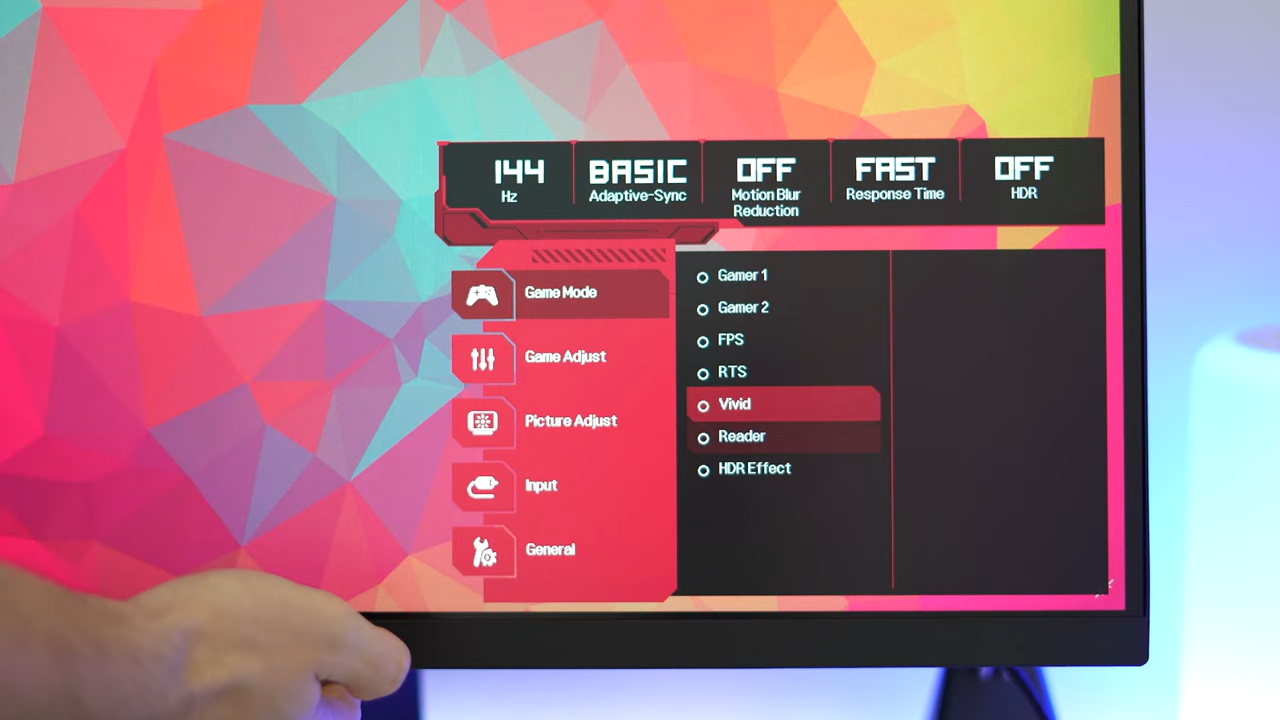 144
Hz
BASIC
Adaptive-Sync
OFF
Motion Blur
Reduction
FAST
Response Time
OFF
HDR
Game Mode
Game Adjust
Picture Adjust
Input
General
Gamer 1
Gamer 2
FPS
RTS
Vivid
Reader
HDR Effect